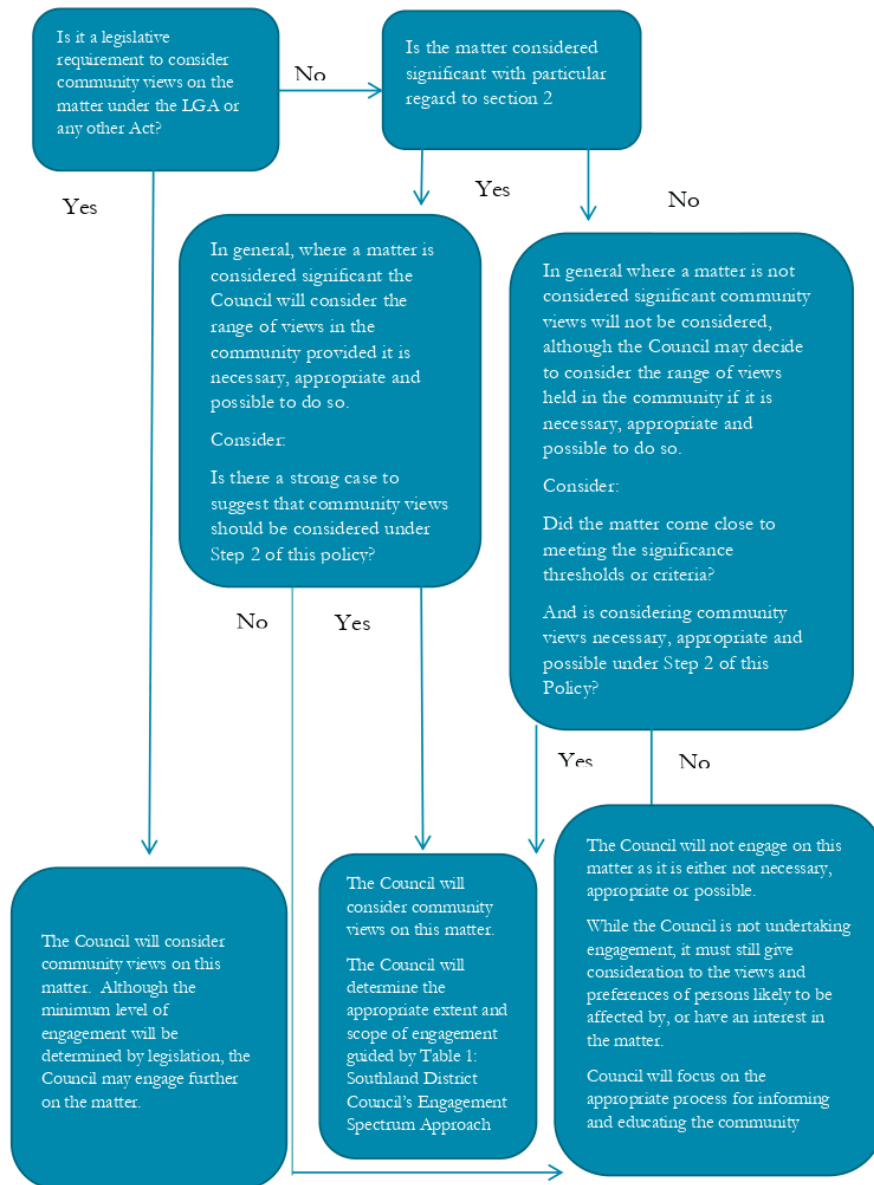 Is it a legislative
requirement to consider
community views on the
matter under the LGA or
any other Act?
No
Is the matter considered
significant with particular
regard to section 2
Yes
Yes
No
In general, where a matter is
considered significant the
Council will consider the
range of views in the
community provided it is
necessary, appropriate and
possible to do so.
Consider:
Is there a strong case to
suggest that community views
should be considered under
Step 2 of this policy?
In general where a matter is not
considered significant community
views will not be considered,
although the Council may decide
to consider the range of views
held in the community if it is
necessary, appropriate and
possible to do so.
Consider:
Did the matter come close to
meeting the significance
thresholds or criteria?
And is considering community
views necessary, appropriate and
possible under Step 2 of this
Policy?
No
Yes
Yes
No
The Council will consider
community views on this
matter. Although the
minimum level of
engagement will be
determined by legislation, the
Council may engage further
on the matter.
The Council will
consider community
views on this matter.
The Council will
determine the
appropriate extent and
scope of engagement
guided by Table 1:
Southland District
Council's Engagement
Spectrum Approach
The Council will not engage on this
matter as it is either not necessary,
appropriate or possible.
While the Council is not undertaking
engagement, it must still give
consideration to the views and
preferences of persons likely to be
affected by, or have an interest in
the matter.
Council will focus on the
appropriate process for informing
and educating the community